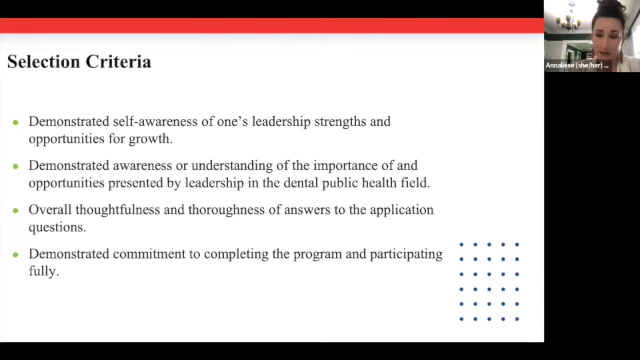 Selection Criteria
Demonstrated self-awareness of one's leadership strengths and
opportunities for growth.
Demonstrated awareness or understanding of the importance of and
opportunities presented by leadership in the dental public health field.
Overall thoughtfulness and thoroughness of answers to the application
questions.
Demonstrated commitment to completing the program and participating
fully.
Annaliese (she/her) ...